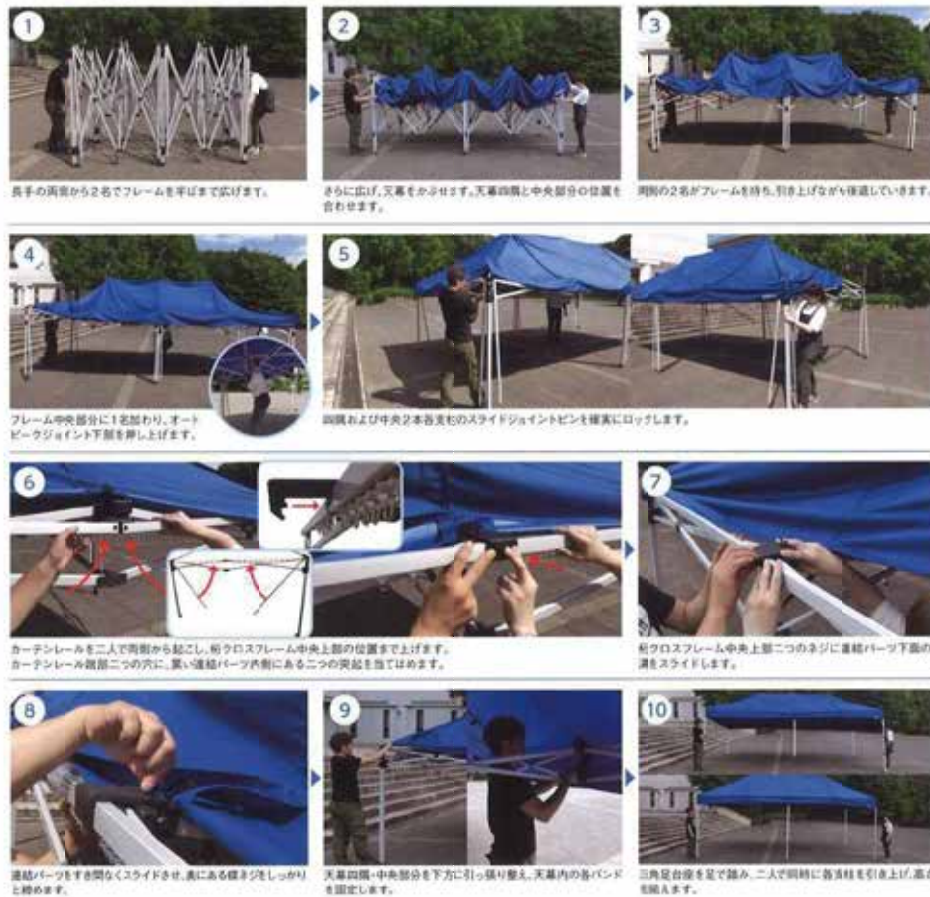 1
長手の両側から2名でフレームを半ばまで広げます。
2
さらに広げ、天幕をかぶせます。天幕四隅と中央部分の位置を
合わせます。
3
両側の2名がフレームを持ち、引き上げながら後退していきます。
4
フレーム中央部分に1名加わり、オート
ピークジョイント下部を押し上げます。
5
四隅および中央2本各支柱のスライドジョイントピンを確実にロックします。
6
カーテンレールを二人で両側から起こし、桁クロスフレーム中央上部の位置まで上げます。
カーテンレール端部二つの穴に、黒い連結パーツ内側にある二つの突起を当てはめます。
7
桁クロスフレーム中央上部二つのネジに連結パーツ下面の
溝をスライドします。
8
連結パーツをすき間なくスライドさせ、奥にある蝶ネジをしっかり
と締めます。
9
天幕四隅・中央部分を下方に引っ張り整え、天幕内の各バンド
を固定します。
10
三角足台座を足で踏み、二人で同時に各支柱を引き上げ、高さ
を揃えます。